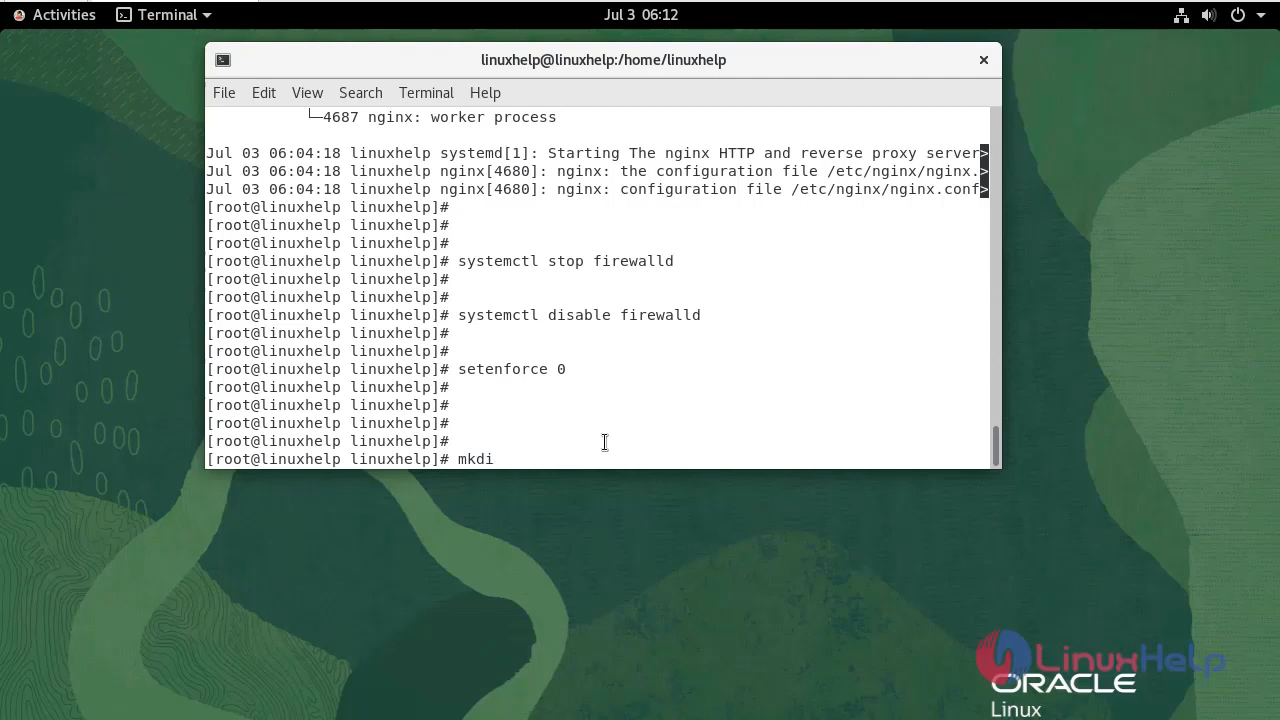 Activities Terminal Jul 3 06:12
linuxhelp@linuxhelp:/home/linuxhelp
File Edit View Search Terminal Help
└─4687 nginx: worker process
Jul 03 06:04:18 linuxhelp systemd[1]: Starting The nginx HTTP and reverse proxy server>
Jul 03 06:04:18 linuxhelp nginx[4680]: nginx: the configuration file /etc/nginx/nginx.>
Jul 03 06:04:18 linuxhelp nginx[4680]: nginx: configuration file /etc/nginx/nginx.conf>
[root@linuxhelp linuxhelp]#
[root@linuxhelp linuxhelp]#
[root@linuxhelp linuxhelp]#
[root@linuxhelp linuxhelp]# systemctl stop firewalld
[root@linuxhelp linuxhelp]#
[root@linuxhelp linuxhelp]#
[root@linuxhelp linuxhelp]# systemctl disable firewalld
[root@linuxhelp linuxhelp]#
[root@linuxhelp linuxhelp]#
[root@linuxhelp linuxhelp]# setenforce 0
[root@linuxhelp linuxhelp]#
[root@linuxhelp linuxhelp]#
[root@linuxhelp linuxhelp]#
[root@linuxhelp linuxhelp]#
[root@linuxhelp linuxhelp]# mkdi
LinuxHelp
ORACLE
Linux